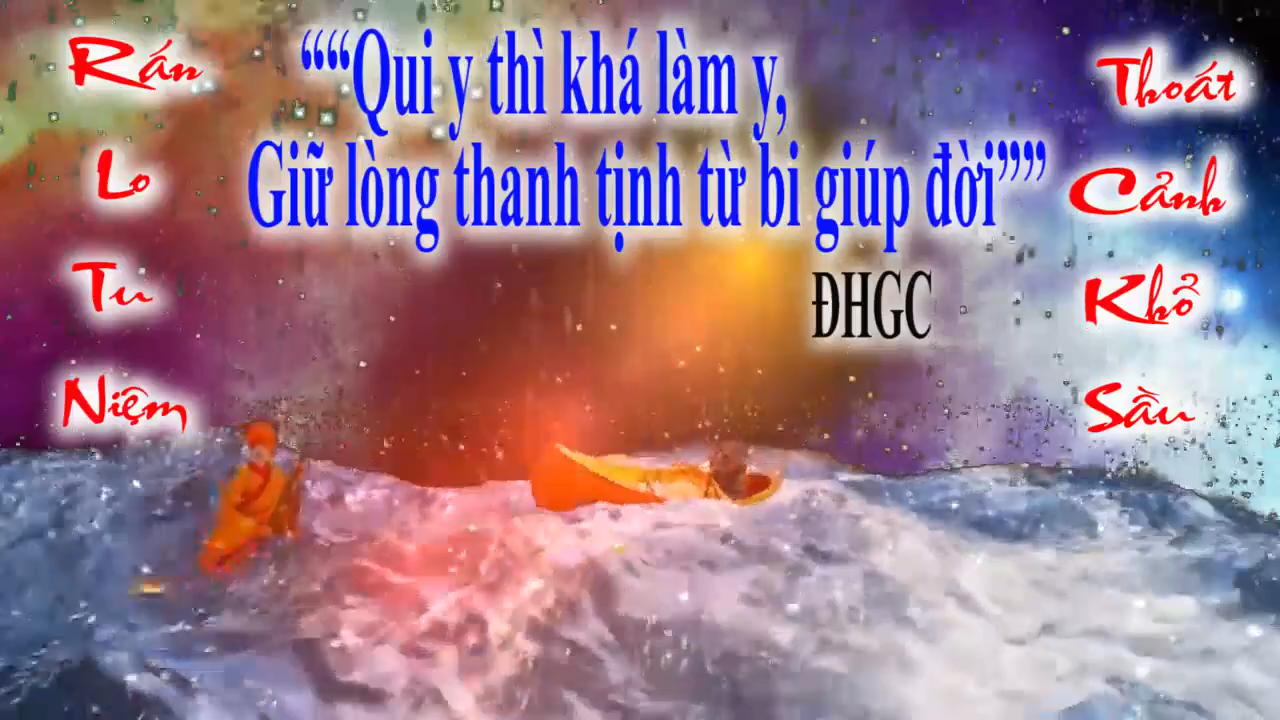 ““Qui y thì khá làm y,
Giữ lòng thanh tịnh từ bi giúp đời””
ĐHGC
Rán
Lo
Tu
Niệm
Thoát
Cảnh
Khổ
Sầu